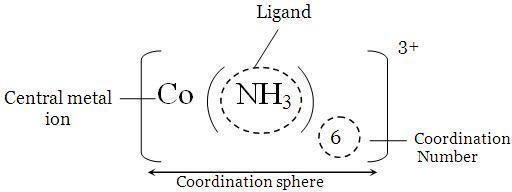 Ligand
3+
Central metal
ion
Co ( NH₃ ) 6
Coordination
Number
Coordination sphere